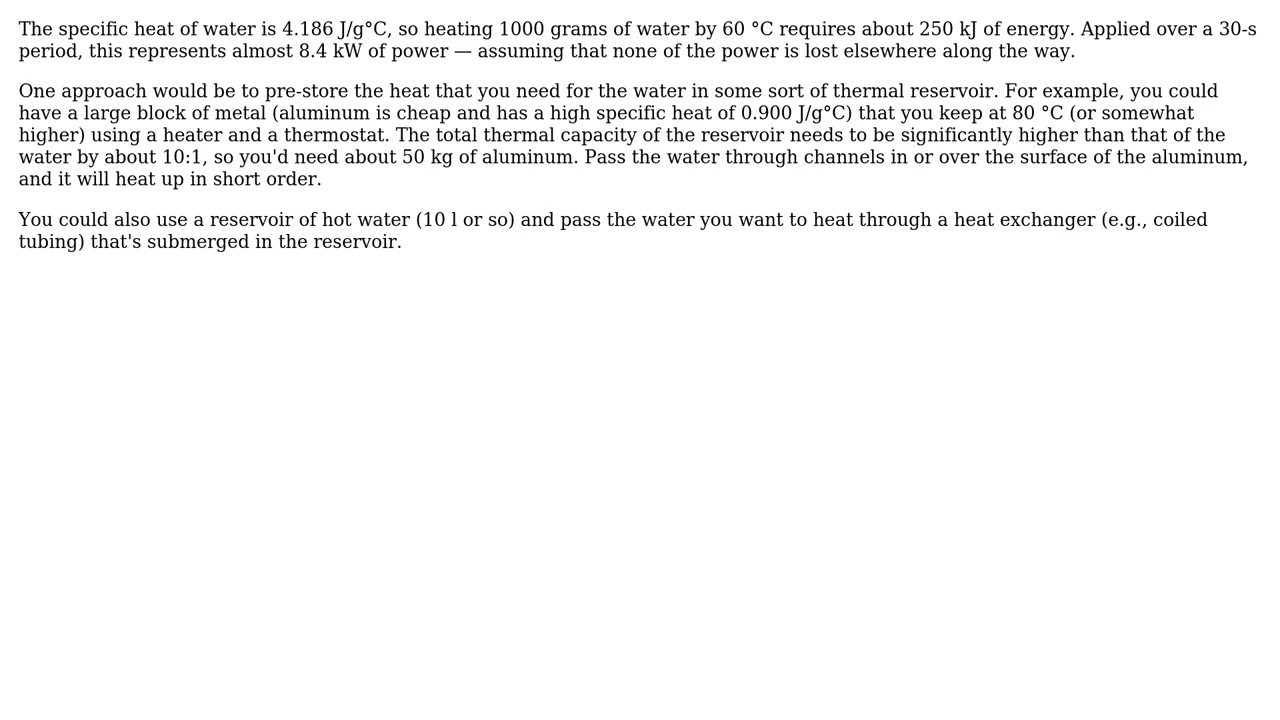 The specific heat of water is 4.186 J/g°C, so heating 1000 grams of water by 60 °C requires about 250 kJ of energy. Applied over a 30-s
period, this represents almost 8.4 kW of power — assuming that none of the power is lost elsewhere along the way.
One approach would be to pre-store the heat that you need for the water in some sort of thermal reservoir. For example, you could
have a large block of metal (aluminum is cheap and has a high specific heat of 0.900 J/g°C) that you keep at 80 °C (or somewhat
higher) using a heater and a thermostat. The total thermal capacity of the reservoir needs to be significantly higher than that of the
water by about 10:1, so you'd need about 50 kg of aluminum. Pass the water through channels in or over the surface of the aluminum,
and it will heat up in short order.
You could also use a reservoir of hot water (10 l or so) and pass the water you want to heat through a heat exchanger (e.g., coiled
tubing) that's submerged in the reservoir.